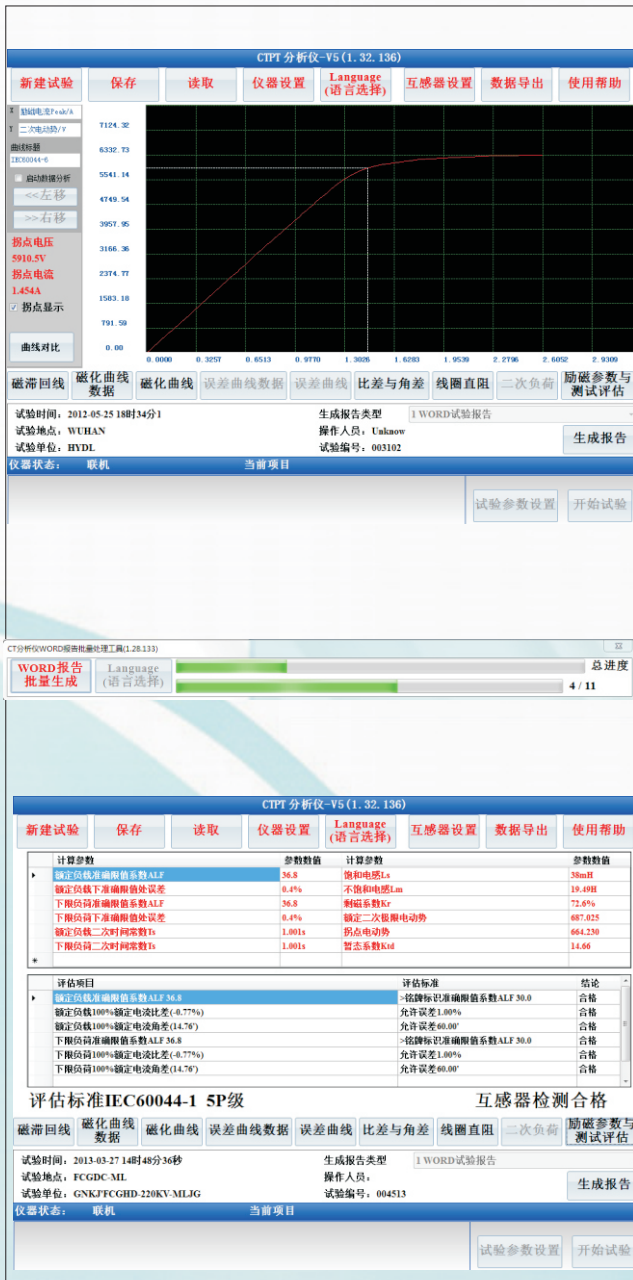 CTPT 分析仪-V5(1.32.136)
新建试验 保存 读取 仪器设置 Language (语言选择) 互感器设置 数据导出 使用帮助
X 励磁电流Peak/A
Y 二次电动势/V
曲线标题
IEC60044-6
启动数据分析
<<左移
>>右移
拐点电压
5910.5V
拐点电流
1.454A
拐点显示
曲线对比
7124.32
6332.73
5541.14
4749.54
3957.95
3166.36
2374.77
1583.18
791.59
0.00
0.0000 0.3257 0.6513 0.9770 1.3026 1.6283 1.9539 2.2796 2.6052 2.9309
磁滞回线 磁化曲线数据 磁化曲线 误差曲线数据 误差曲线 比差与角差 线圈直阻 二次负荷 励磁参数与测试评估
试验时间：2012-05-25 18时34分1 生成报告类型 1 WORD试验报告
试验地点：WUHAN 操作人员：Unknow
试验单位：HYDL 试验编号：003102 生成报告
仪器状态： 联机 当前项目
试验参数设置 开始试验
CT分析仪WORD报告批量处理工具(1.28.133)
WORD报告批量生成 Language (语言选择) 总进度
4 / 11
CTPT 分析仪-V5(1.32.136)
新建试验 保存 读取 仪器设置 Language (语言选择) 互感器设置 数据导出 使用帮助
计算参数 参数数值 计算参数 参数数值
额定负载准确限值系数ALF 36.8 饱和电感Ls 38mH
额定负载下准确限值处误差 0.4% 不饱和电感Lm 19.49H
下限负荷准确限值系数ALF 36.8 剩磁系数Kr 72.6%
下限负荷下准确限值处误差 0.4% 额定二次极限电动势 687.025
额定负载二次时间常数Ts 1.001s 拐点电动势 664.230
下限负荷二次时间常数Ts 1.001s 暂态系数Ktd 14.66
评估项目 评估标准 结论
额定负载准确限值系数ALF 36.8 >铭牌标识准确限值系数ALF 30.0 合格
额定负载100%额定电流比差(-0.77%) 允许误差1.00% 合格
额定负载100%额定电流角差(14.76') 允许误差60.00' 合格
下限负荷准确限值系数ALF 36.8 >铭牌标识准确限值系数ALF 30.0 合格
下限负荷100%额定电流比差(-0.77%) 允许误差1.00% 合格
下限负荷100%额定电流角差(14.76') 允许误差60.00' 合格
评估标准IEC60044-1 5P级 互感器检测合格
磁滞回线 磁化曲线数据 磁化曲线 误差曲线数据 误差曲线 比差与角差 线圈直阻 二次负荷 励磁参数与测试评估
试验时间：2013-03-27 14时48分36秒 生成报告类型 1 WORD试验报告
试验地点：FCGDC-ML 操作人员：
试验单位：GNKJ'FCGHD-220KV-MLJG 试验编号：004513 生成报告
仪器状态： 联机 当前项目
试验参数设置 开始试验